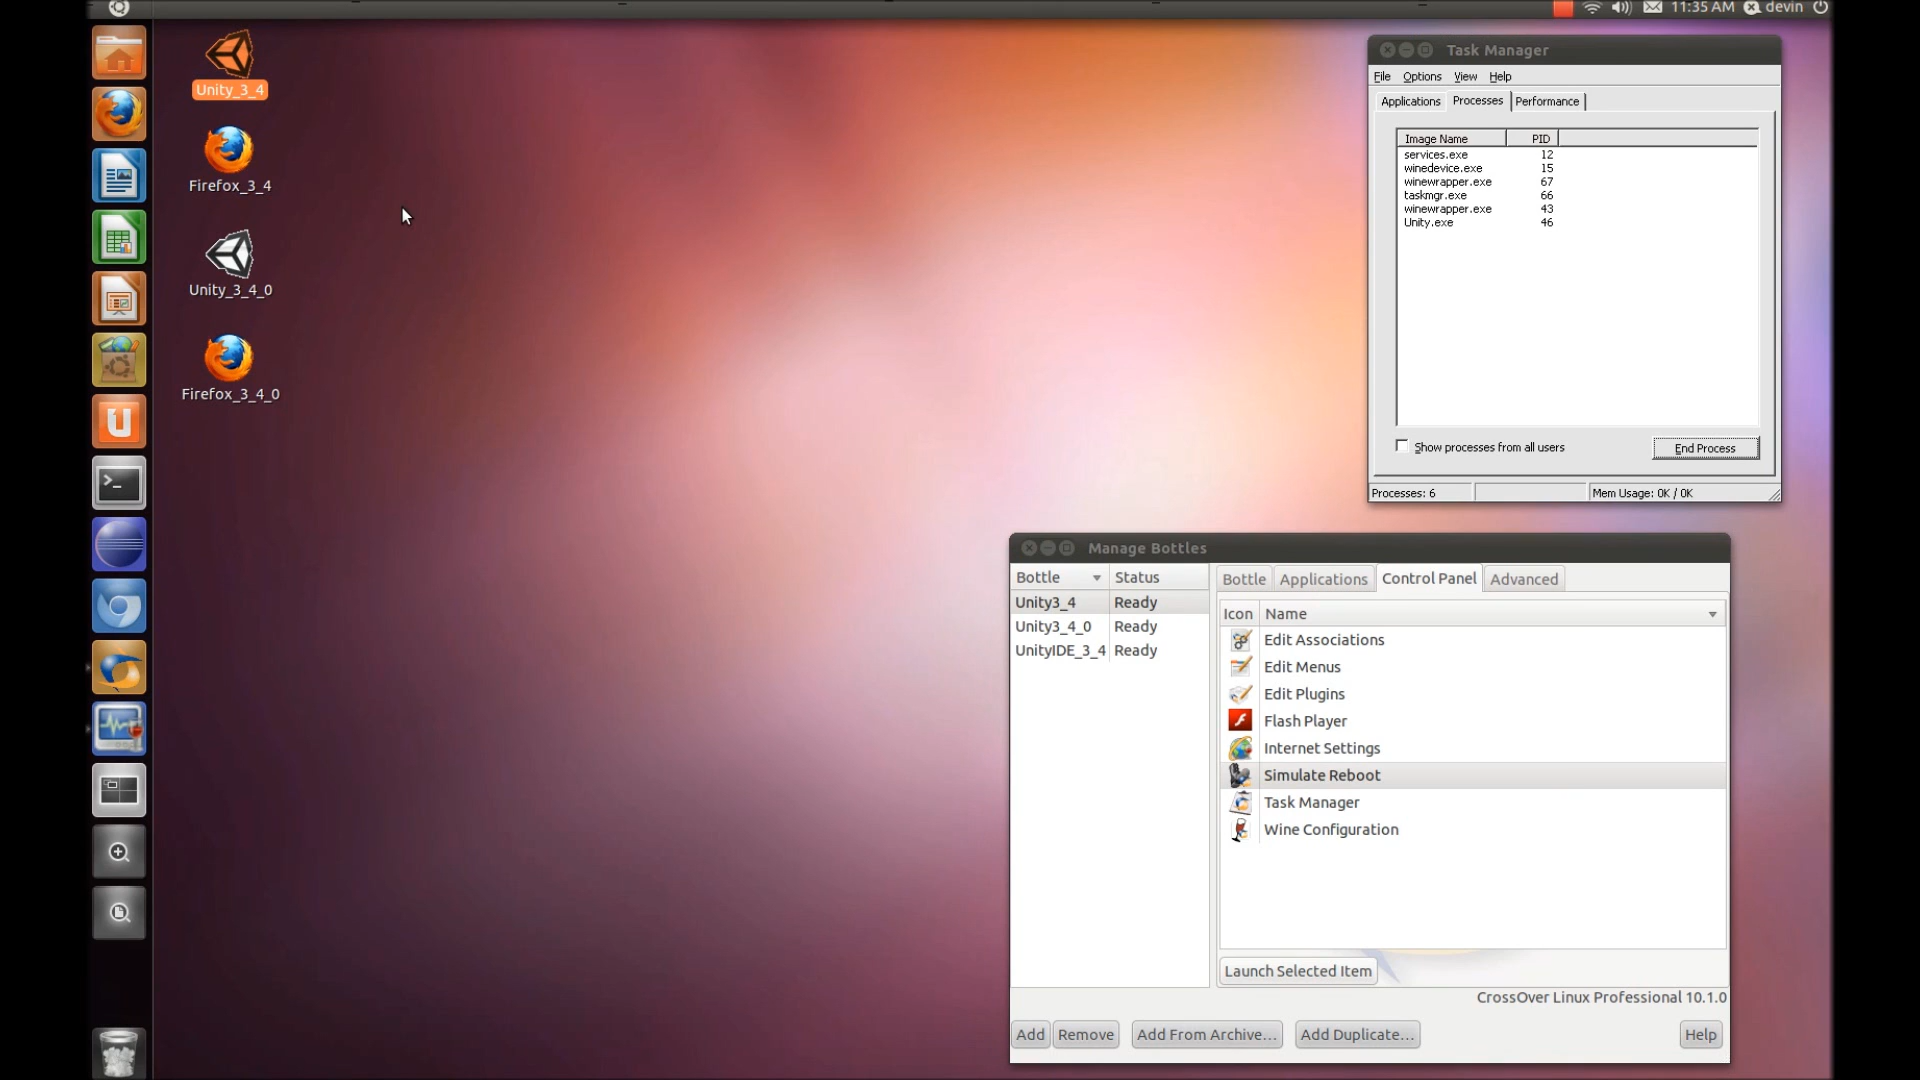 11:35 AM devin
Unity_3_4
Firefox_3_4
Unity_3_4_0
Firefox_3_4_0
Task Manager
File Options View Help
Applications Processes Performance
Image Name PID
services.exe 12
winedevice.exe 15
winewrapper.exe 67
taskmgr.exe 66
winewrapper.exe 43
Unity.exe 46
Show processes from all users
End Process
Processes: 6 Mem Usage: 0K / 0K
Manage Bottles
Bottle Status
Unity3_4 Ready
Unity3_4_0 Ready
UnityIDE_3_4 Ready
Bottle Applications Control Panel Advanced
Icon Name
Edit Associations
Edit Menus
Edit Plugins
Flash Player
Internet Settings
Simulate Reboot
Task Manager
Wine Configuration
Launch Selected Item
CrossOver Linux Professional 10.1.0
Add Remove Add From Archive... Add Duplicate... Help